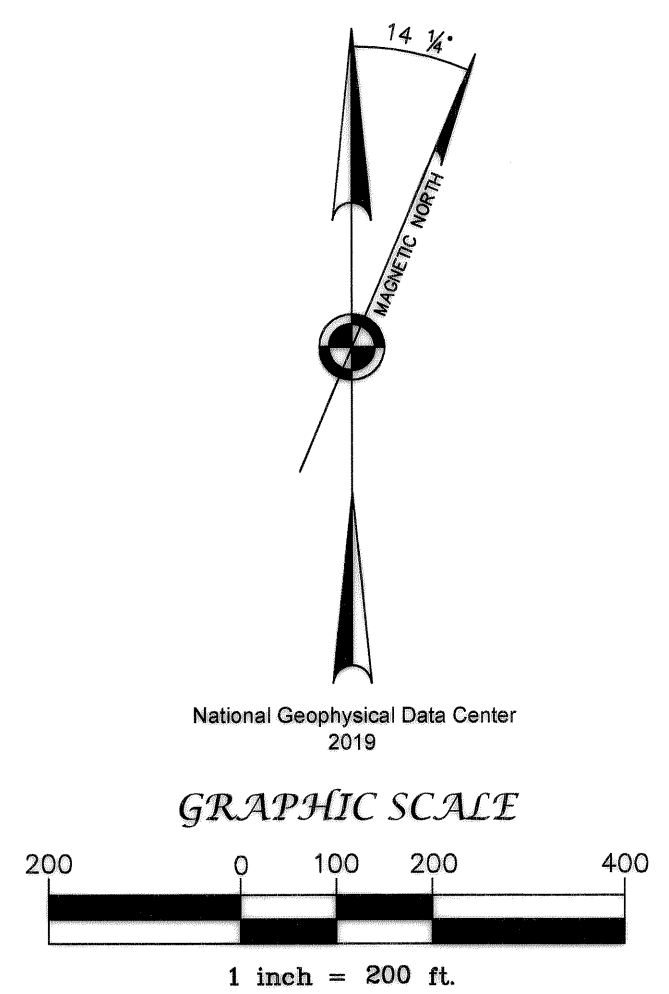 14 ¼°
MAGNETIC NORTH
National Geophysical Data Center
2019
GRAPHIC SCALE
200 0 100 200 400
1 inch = 200 ft.